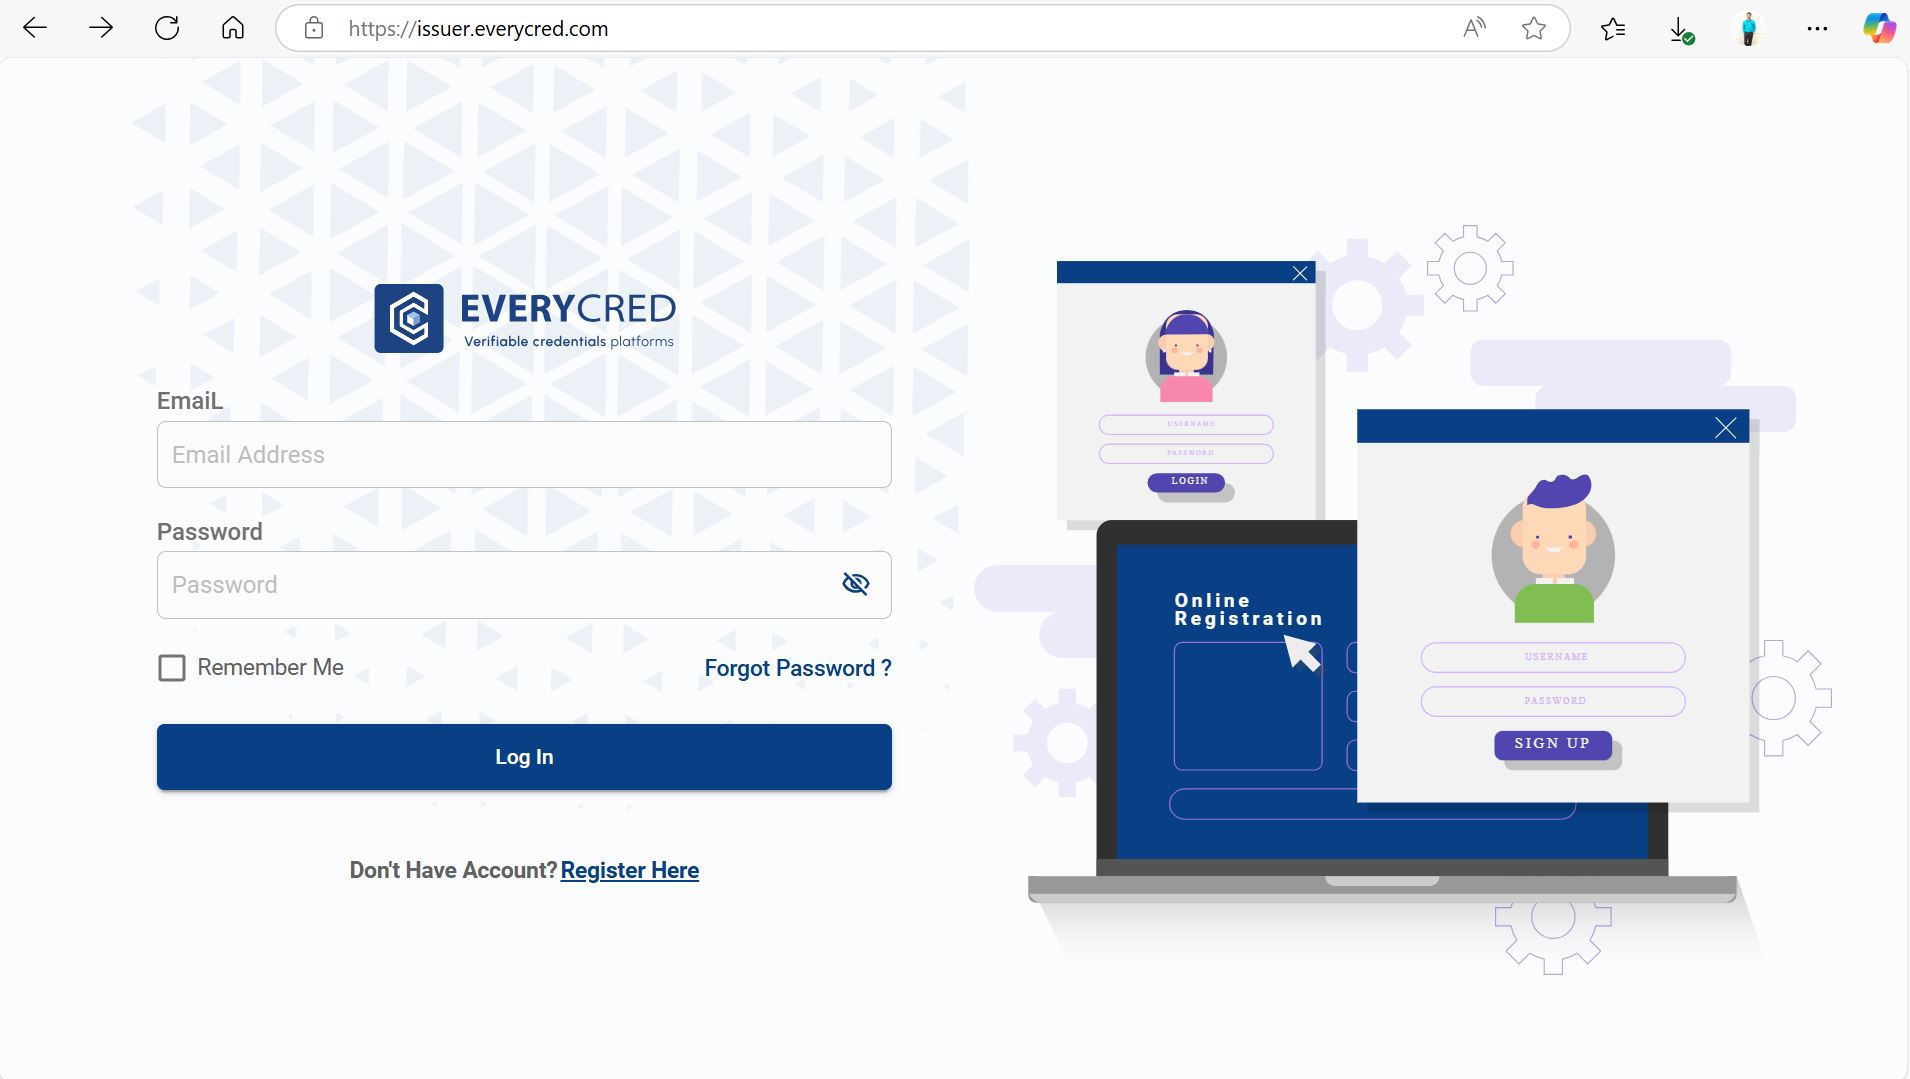 https://issuer.everycred.com
EVERYCRED
Verifiable credentials platforms
EmaiL
Email Address
Password
Password
Remember Me
Forgot Password ?
Log In
Don't Have Account? Register Here
USERNAME
PASSWORD
LOGIN
Online
Registration
USERNAME
PASSWORD
SIGN UP